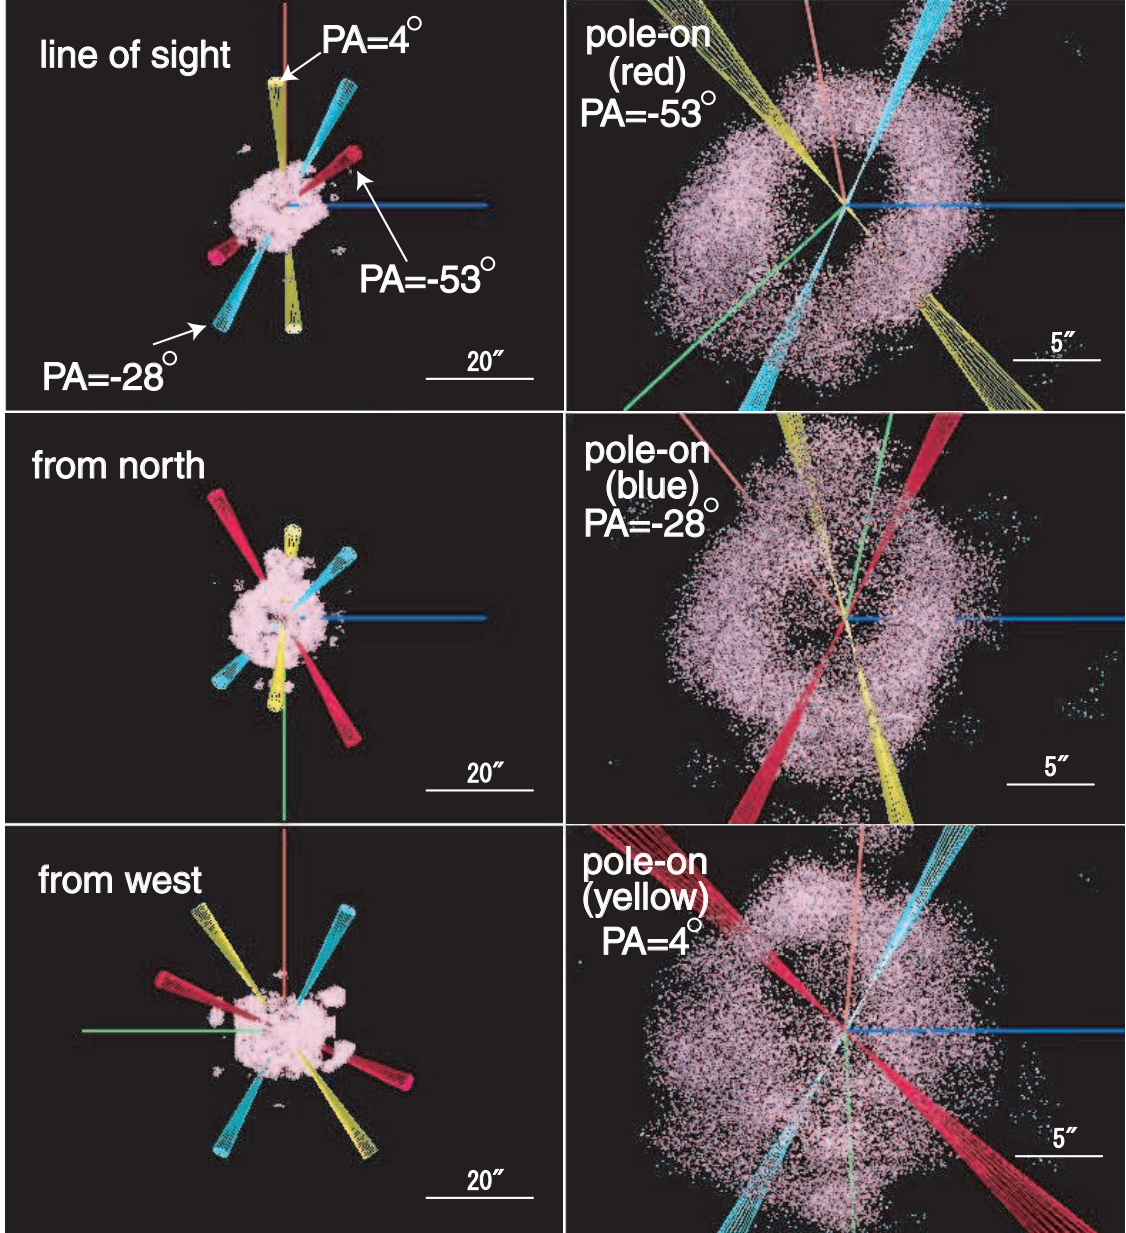 line of sight
PA=4°
PA=-53°
PA=-28°
20″
pole-on
(red)
PA=-53°
5″
from north
20″
pole-on
(blue)
PA=-28°
5″
from west
20″
pole-on
(yellow)
PA=4°
5″